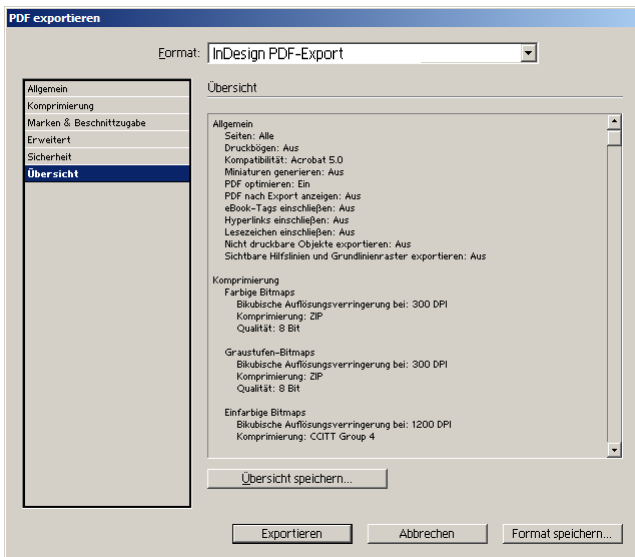 PDF exportieren
Format: InDesign PDF-Export
Allgemein
Komprimierung
Marken & Beschnittzugabe
Erweitert
Sicherheit
Übersicht
Übersicht
Allgemein
Seiten: Alle
Druckbögen: Aus
Kompatibilität: Acrobat 5.0
Miniaturen generieren: Aus
PDF optimieren: Ein
PDF nach Export anzeigen: Aus
eBook-Tags einschließen: Aus
Hyperlinks einschließen: Aus
Lesezeichen einschließen: Aus
Nicht druckbare Objekte exportieren: Aus
Sichtbare Hilfslinien und Grundlinienraster exportieren: Aus
Komprimierung
Farbige Bitmaps
Bikubische Auflösungsverringerung bei: 300 DPI
Komprimierung: ZIP
Qualität: 8 Bit
Graustufen-Bitmaps
Bikubische Auflösungsverringerung bei: 300 DPI
Komprimierung: ZIP
Qualität: 8 Bit
Einfarbige Bitmaps
Bikubische Auflösungsverringerung bei: 1200 DPI
Komprimierung: CCITT Group 4
Übersicht speichern...
Exportieren
Abbrechen
Format speichern...